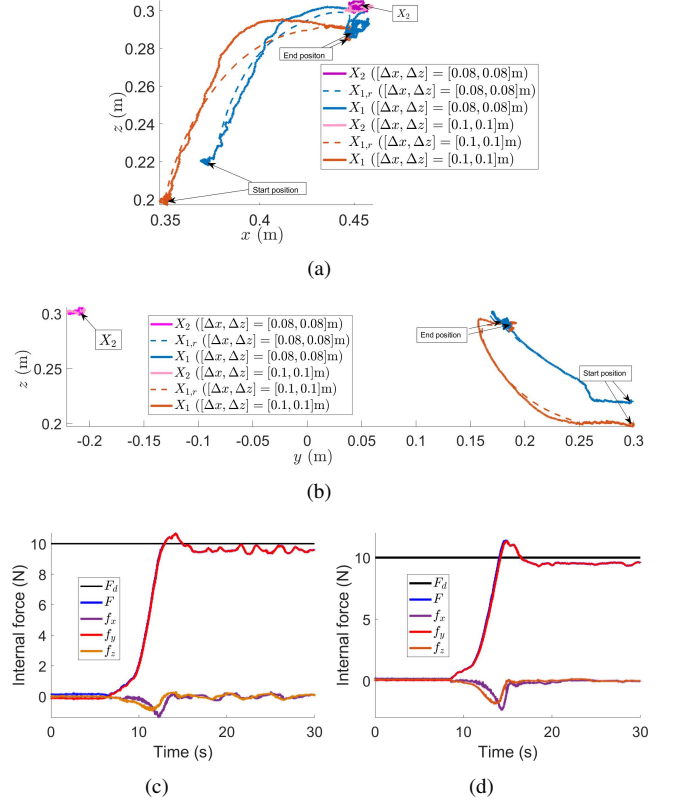 0.3
0.28
0.26
0.24
0.22
0.2
z (m)
X₂
End positon
X₂ ([Δx, Δz] = [0.08, 0.08]m)
X₁,ᵣ ([Δx, Δz] = [0.08, 0.08]m)
X₁ ([Δx, Δz] = [0.08, 0.08]m)
X₂ ([Δx, Δz] = [0.1, 0.1]m)
X₁,ᵣ ([Δx, Δz] = [0.1, 0.1]m)
X₁ ([Δx, Δz] = [0.1, 0.1]m)
Start position
0.35 0.4 0.45
x (m)
(a)
0.3
0.25
0.2
z (m)
X₂
X₂ ([Δx, Δz] = [0.08, 0.08]m)
X₁,ᵣ ([Δx, Δz] = [0.08, 0.08]m)
X₁ ([Δx, Δz] = [0.08, 0.08]m)
X₂ ([Δx, Δz] = [0.1, 0.1]m)
X₁,ᵣ ([Δx, Δz] = [0.1, 0.1]m)
X₁ ([Δx, Δz] = [0.1, 0.1]m)
End position
Start position
-0.2 -0.15 -0.1 -0.05 0 0.05 0.1 0.15 0.2 0.25 0.3
y (m)
(b)
10
8
6
4
2
0
Internal force (N)
F_d
F
fₓ
f_y
f_z
0 10 20 30
Time (s)
(c)
10
5
0
Internal force (N)
F_d
F
fₓ
f_y
f_z
0 10 20 30
Time (s)
(d)